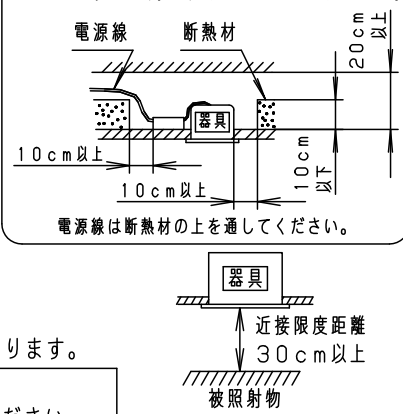 電源線 断熱材
20cm以上
器具
10cm以上
10cm以上
10cm以下
電源線は断熱材の上を通してください。
器具
近接限度距離
30cm以上
被照射物
ります。
ださい